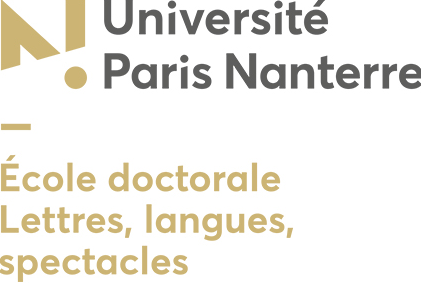 Université
Paris Nanterre
École doctorale
Lettres, langues,
spectacles